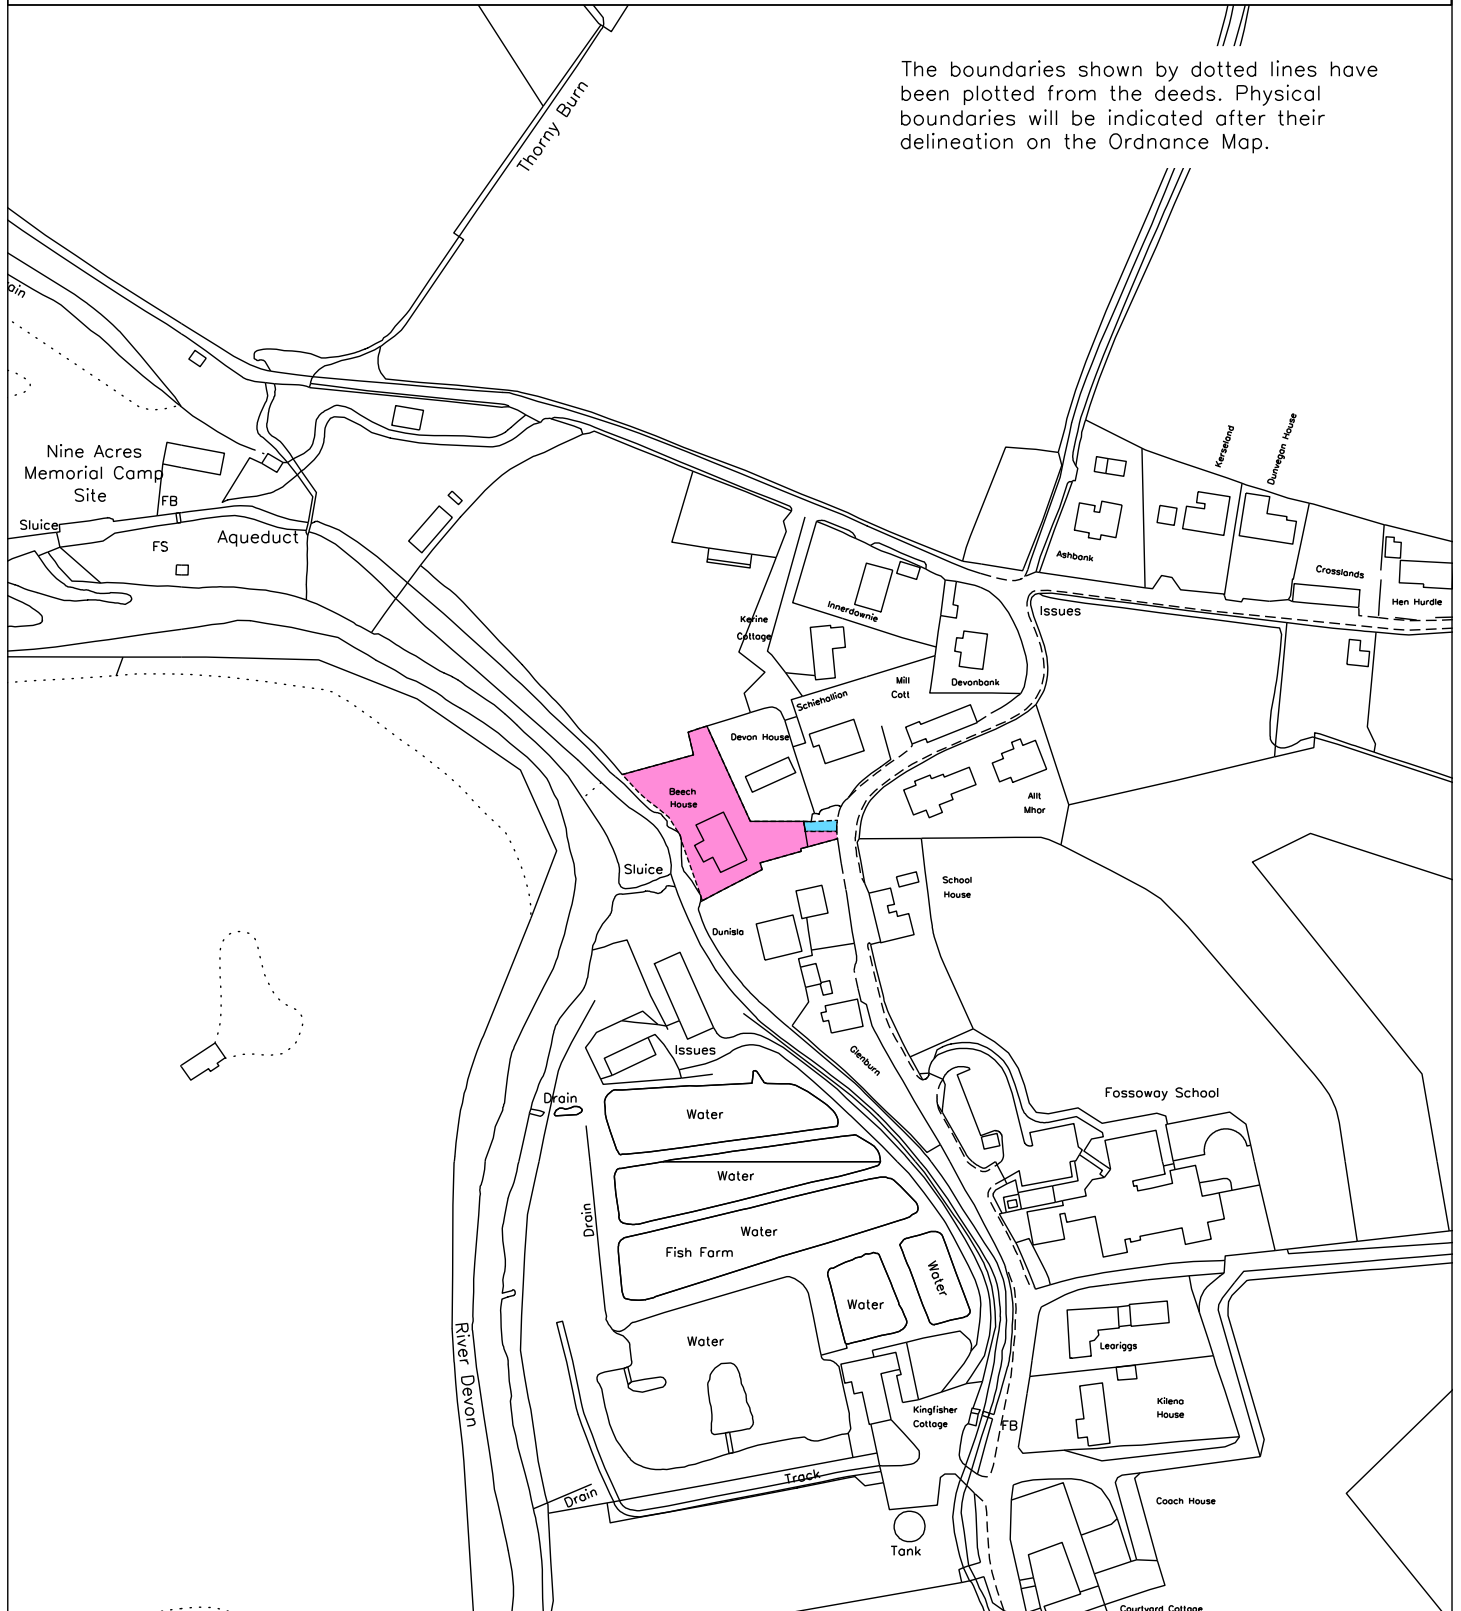 The boundaries shown by dotted lines have
been plotted from the deeds. Physical
boundaries will be indicated after their
delineation on the Ordnance Map.
Thorny Burn
ain
Nine Acres
Memorial Camp
Site
FB
Sluice
FS
Aqueduct
Kerseland
Dunvegan House
Ashbank
Crosslands
Hen Hurdle
Issues
Innerdownie
Kerine
Cottage
Mill
Cott
Devonbank
Schiehallion
Devon House
Beech
House
Allt
Mhor
Sluice
School
House
Dunisla
Issues
Glenburn
Fossoway School
Drain
Water
Water
Drain
Water
Fish Farm
Water
Water
Water
River Devon
Leariggs
Kingfisher
Cottage
FB
Kilena
House
Track
Drain
Coach House
Tank
Courtyard Cottage